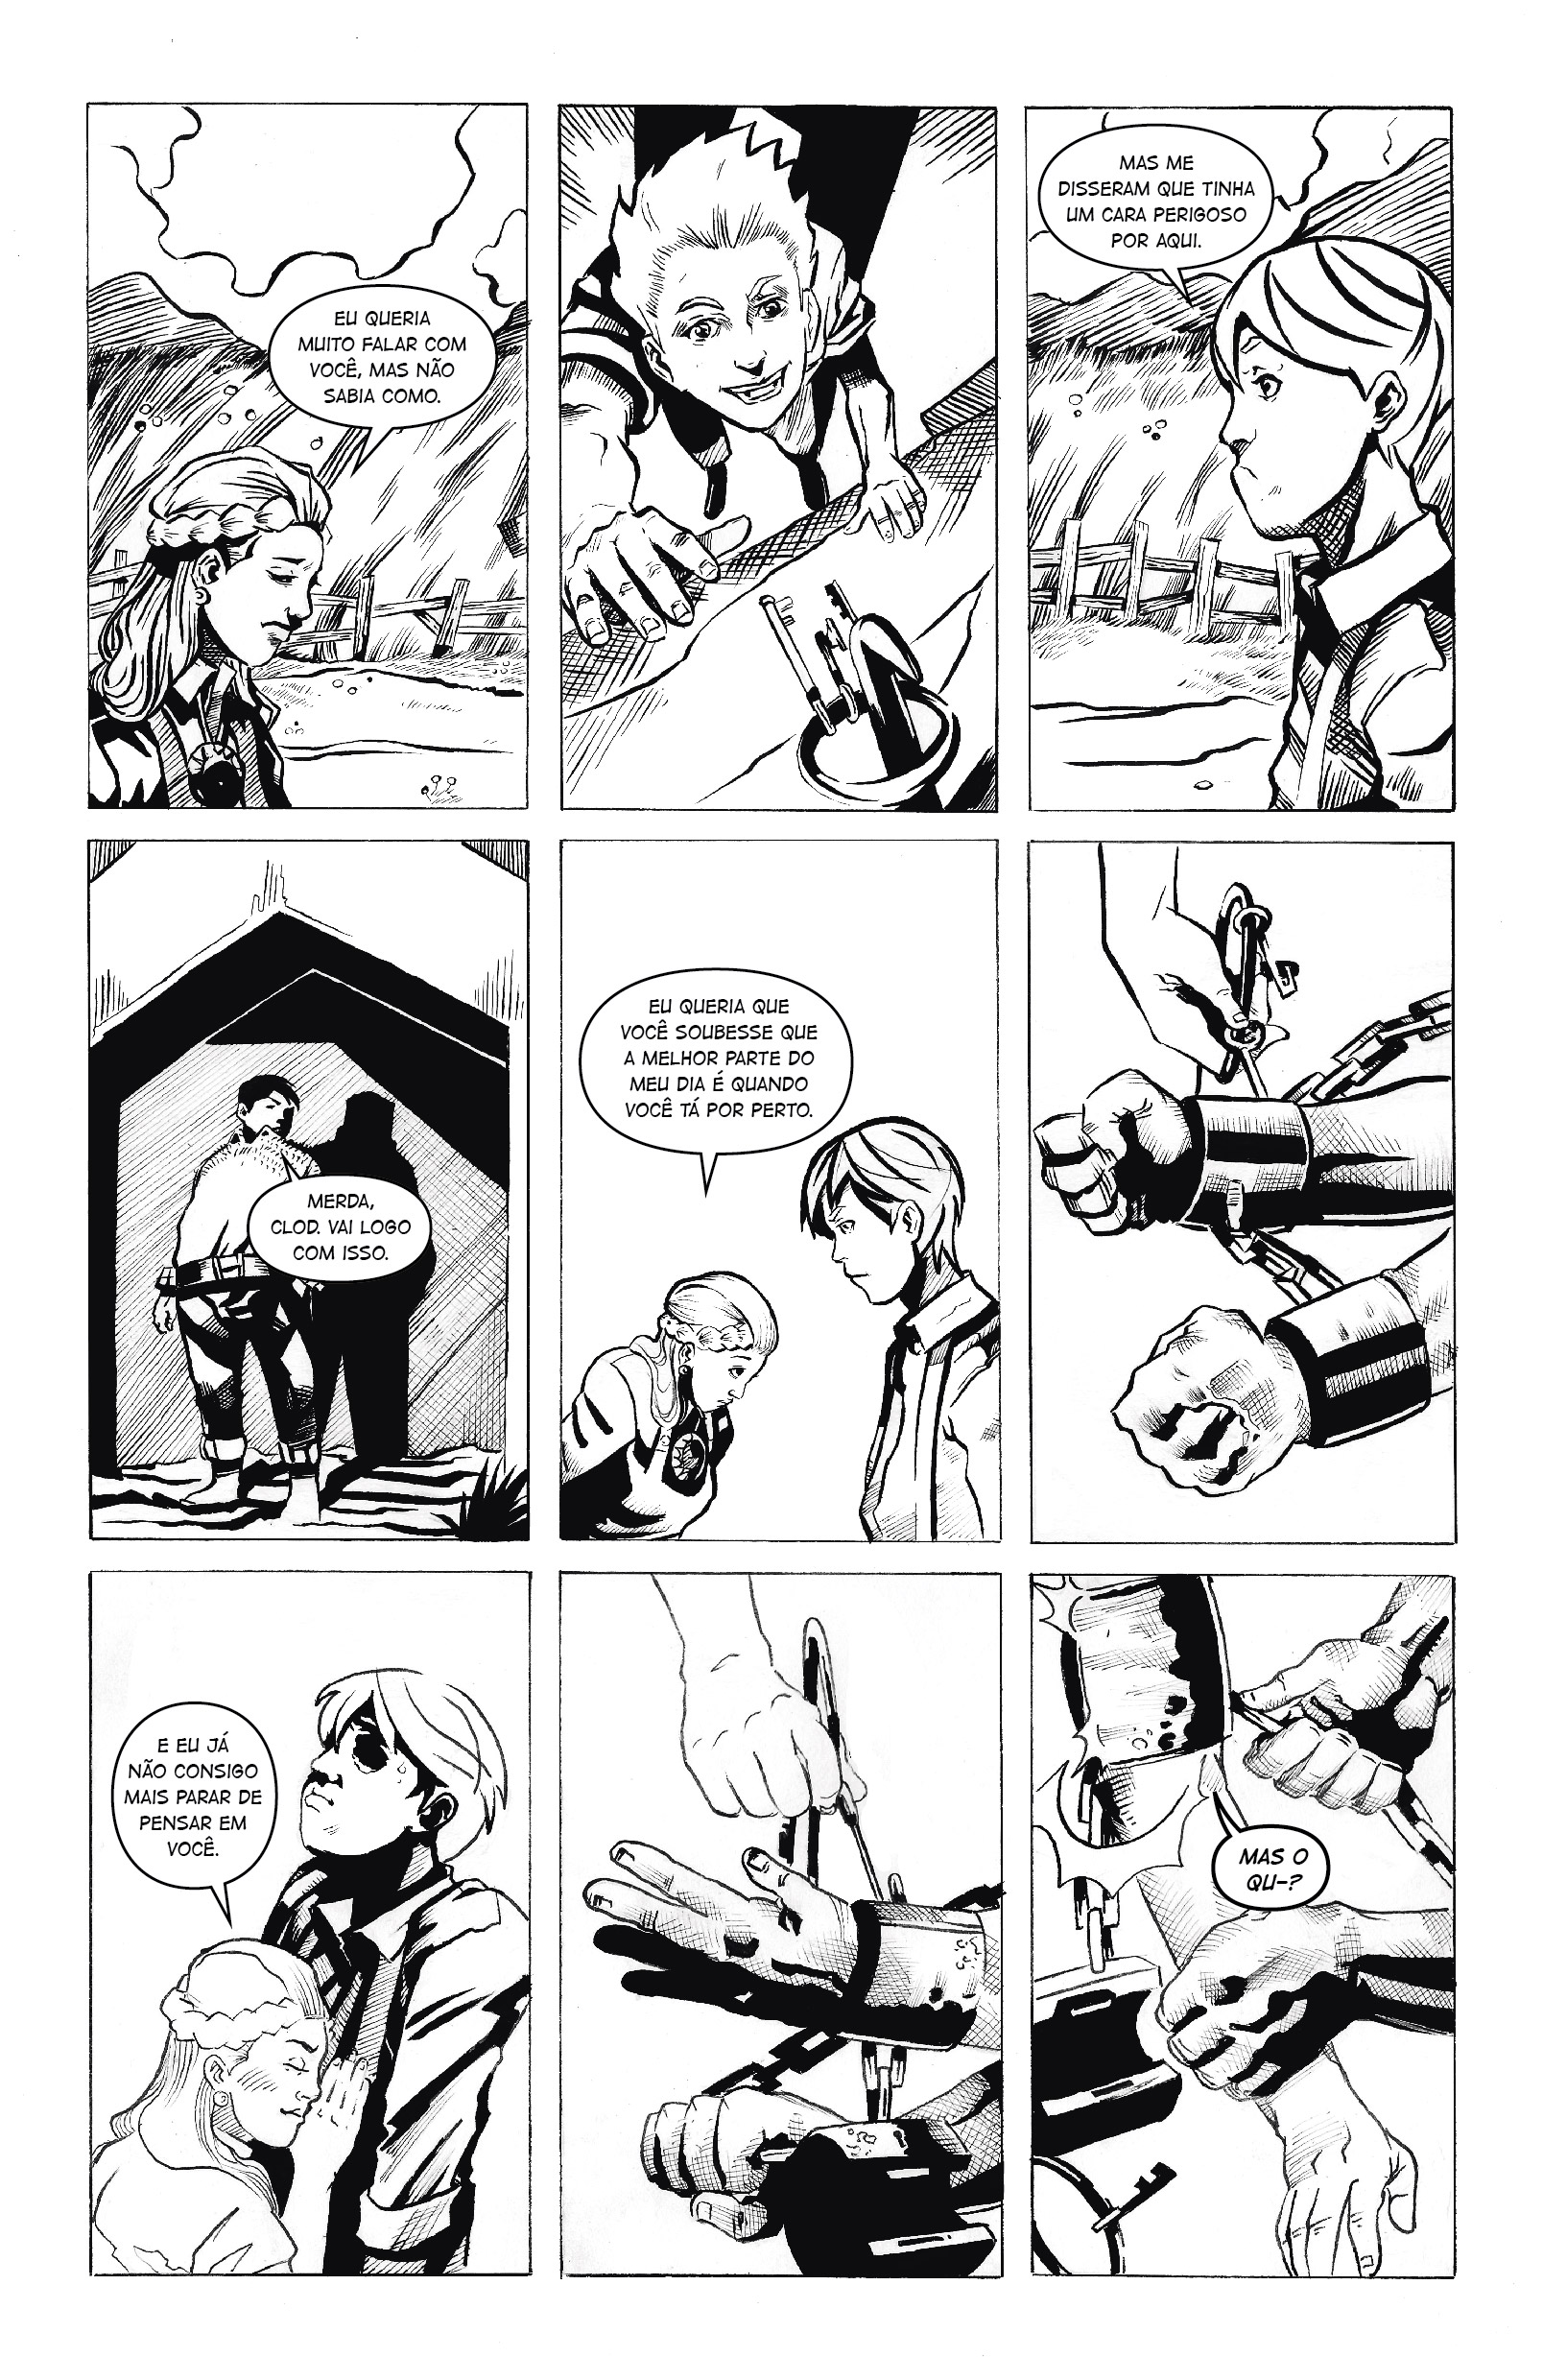 EU QUERIA
MUITO FALAR COM
VOCÊ, MAS NÃO
SABIA COMO.
MAS ME
DISSERAM QUE TINHA
UM CARA PERIGOSO
POR AQUI.
MERDA,
CLOD. VAI LOGO
COM ISSO.
EU QUERIA QUE
VOCÊ SOUBESSE QUE
A MELHOR PARTE DO
MEU DIA É QUANDO
VOCÊ TÁ POR PERTO.
E EU JÁ
NÃO CONSIGO
MAIS PARAR DE
PENSAR EM
VOCÊ.
MAS O
QU-?